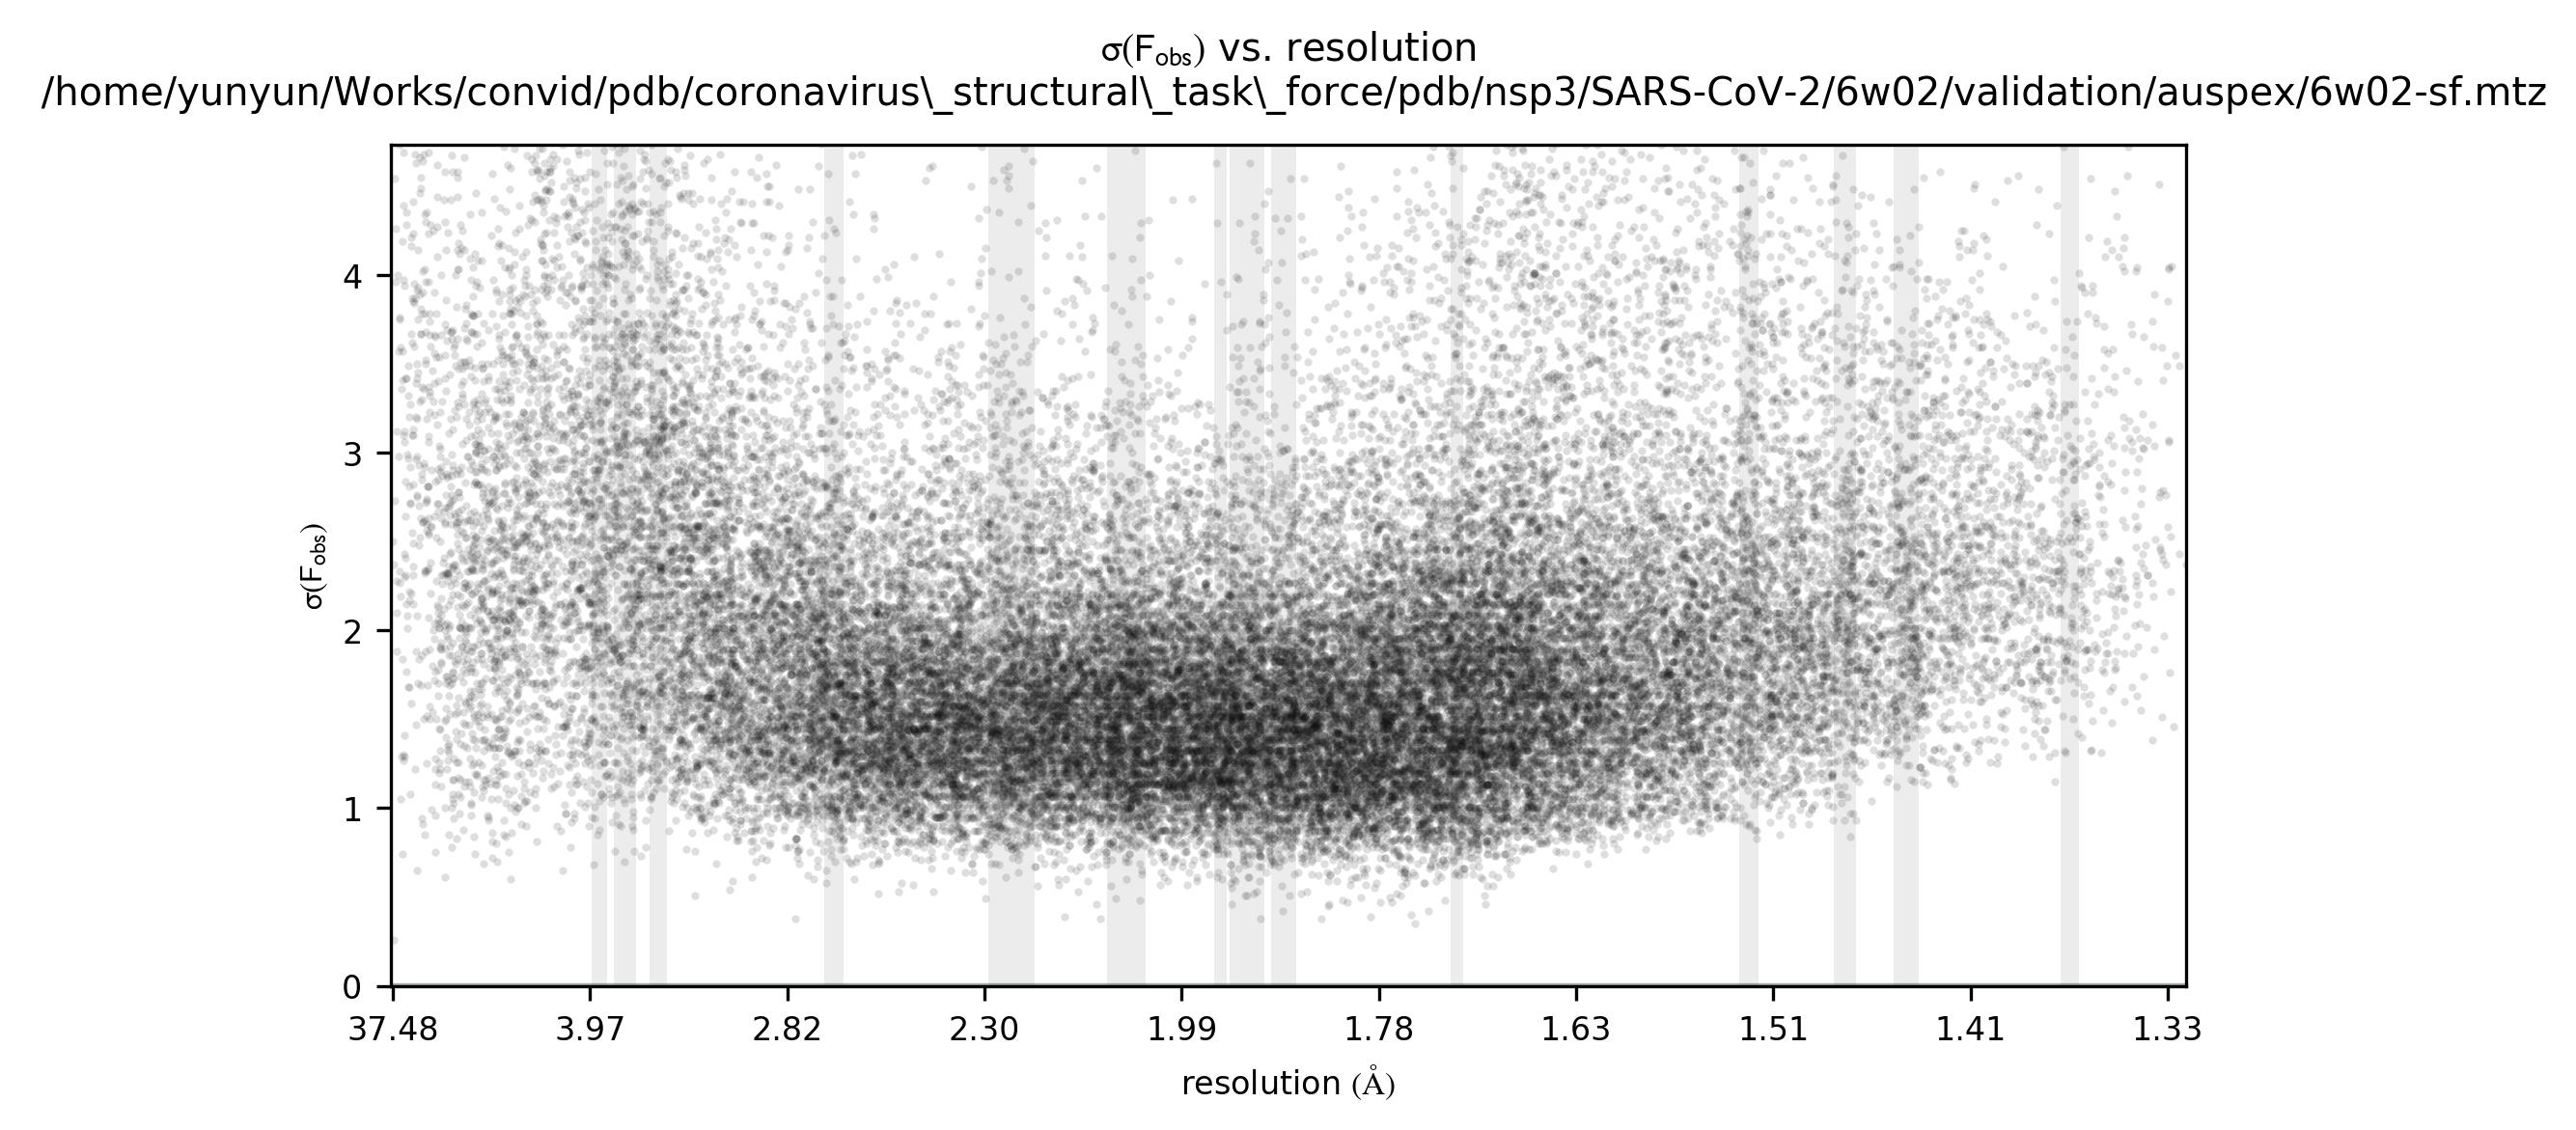 σ(Fobs) vs. resolution
/home/yunyun/Works/convid/pdb/coronavirus\_structural\_task\_force/pdb/nsp3/SARS-CoV-2/6w02/validation/auspex/6w02-sf.mtz
4
3
2
1
0
σ(Fobs)
37.48 3.97 2.82 2.30 1.99 1.78 1.63 1.51 1.41 1.33
resolution (Å)